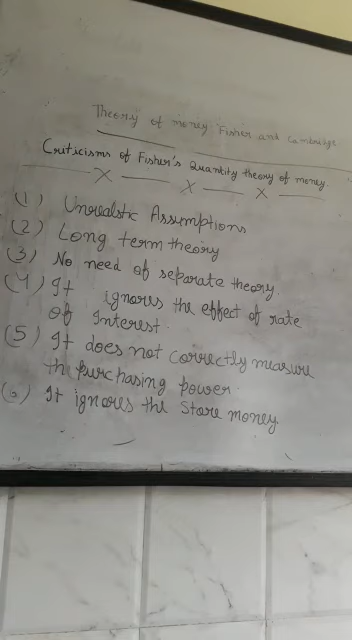 Theory of money Fisher and Cambridge
Criticisms of Fisher's Quantity theory of money
(1) Unrealstic Assumptions
(2) Long term theory
(3) No need of separate theory
(4) It ignores the effect of rate
of Interest.
(5) It does not correctly measure
the purchasing power.
(6) It ignores the Store money.